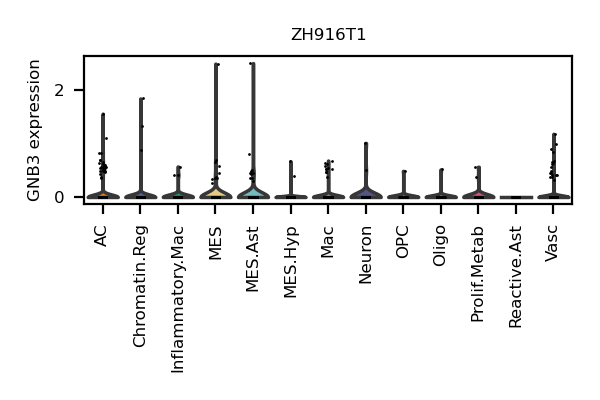 ZH916T1
GNB3 expression
2
0
AC
Chromatin.Reg
Inflammatory.Mac
MES
MES.Ast
MES.Hyp
Mac
Neuron
OPC
Oligo
Prolif.Metab
Reactive.Ast
Vasc